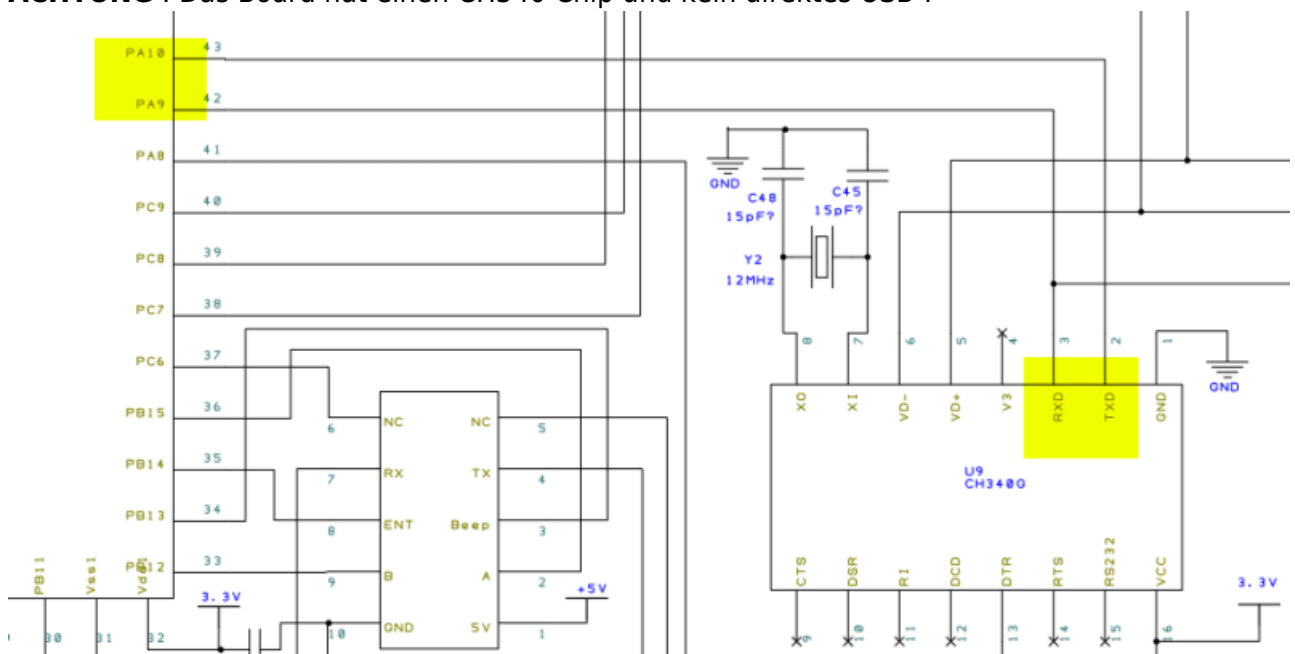 ACHTUNG : Das Board hat einen CH340 Chip und kein direktes USB !
PA10 43
PA9 42
PA8 41
PC9 40
PC8 39
PC7 38
PC6 37
PB15 36
PB14 35
PB13 34
PB12 33
PB11
Vss1
Vdd1
30
31
32
3.3V
NC
RX
ENT
B
GND
NC
TX
Beep
A
5V
6
7
8
9
10
5
4
3
2
1
+5V
GND
C48
15pF?
C45
15pF?
Y2
12MHz
8
7
6
5
4
3
2
1
GND
XO
XI
VD-
VD+
V3
RXD
TXD
GND
U9
CH340G
CTS
DSR
RI
DCD
DTR
RTS
RS232
VCC
9
10
11
12
13
14
15
16
3.3V